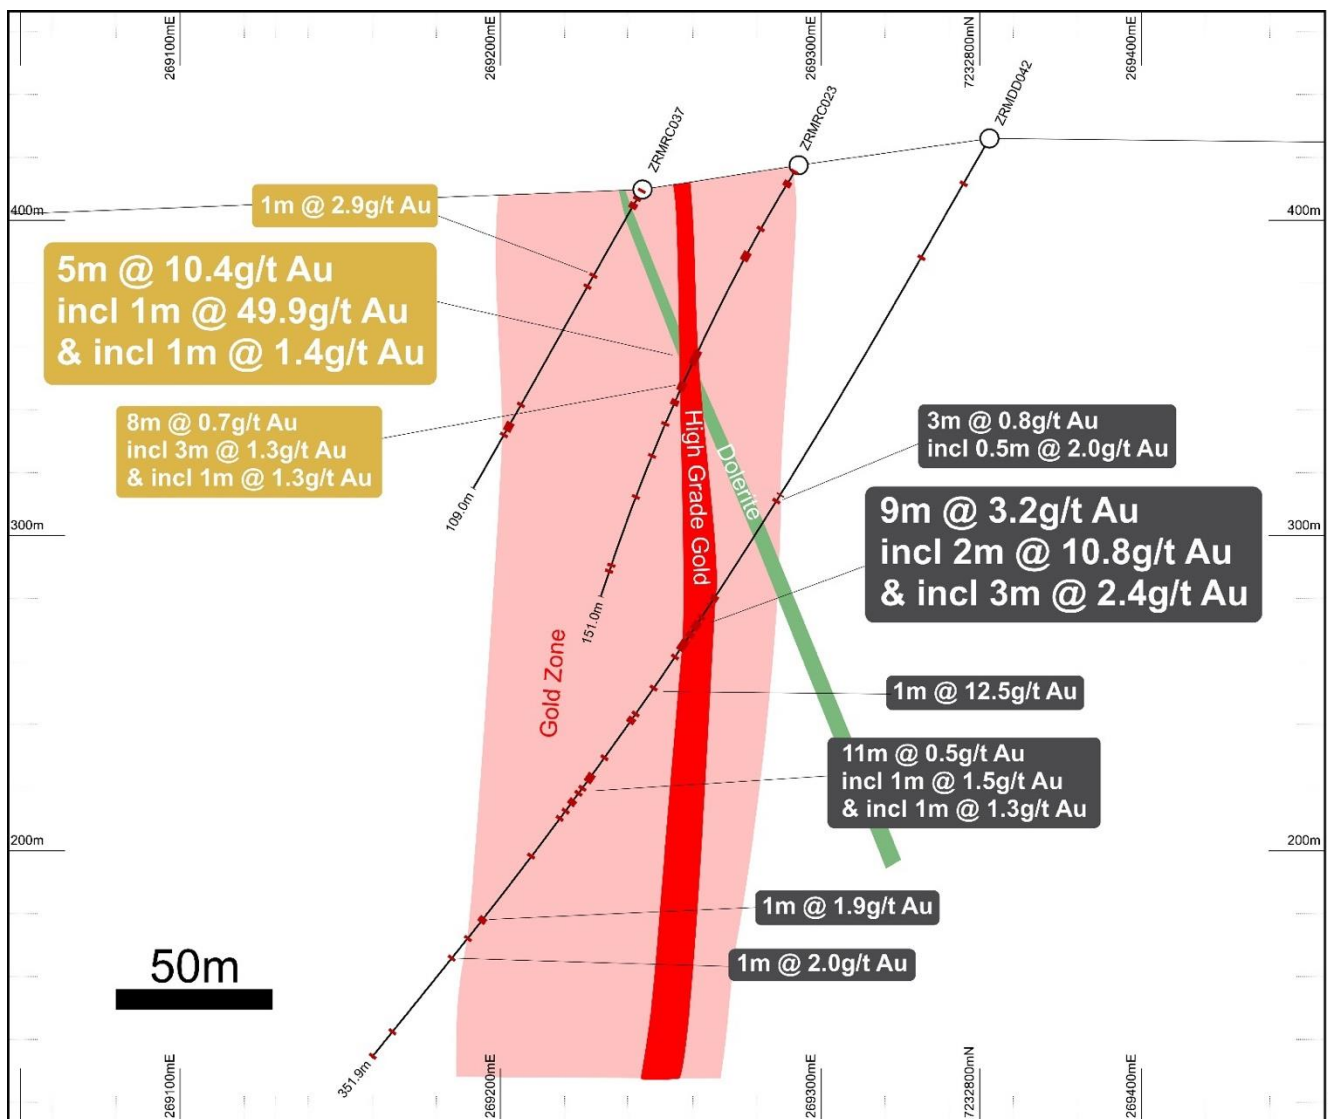 269100mE
269200mE
269300mE
7232800mN
269400mE
ZRMRC037
ZRMRC023
ZRMDD042
400m
400m
1m @ 2.9g/t Au
5m @ 10.4g/t Au
incl 1m @ 49.9g/t Au
& incl 1m @ 1.4g/t Au
8m @ 0.7g/t Au
incl 3m @ 1.3g/t Au
& incl 1m @ 1.3g/t Au
3m @ 0.8g/t Au
incl 0.5m @ 2.0g/t Au
High Grade Gold
Dolerite
109.0m
300m
300m
9m @ 3.2g/t Au
incl 2m @ 10.8g/t Au
& incl 3m @ 2.4g/t Au
151.0m
Gold Zone
1m @ 12.5g/t Au
11m @ 0.5g/t Au
incl 1m @ 1.5g/t Au
& incl 1m @ 1.3g/t Au
200m
200m
1m @ 1.9g/t Au
1m @ 2.0g/t Au
50m
351.9m
269100mE
269200mE
269300mE
7232800mN
269400mE